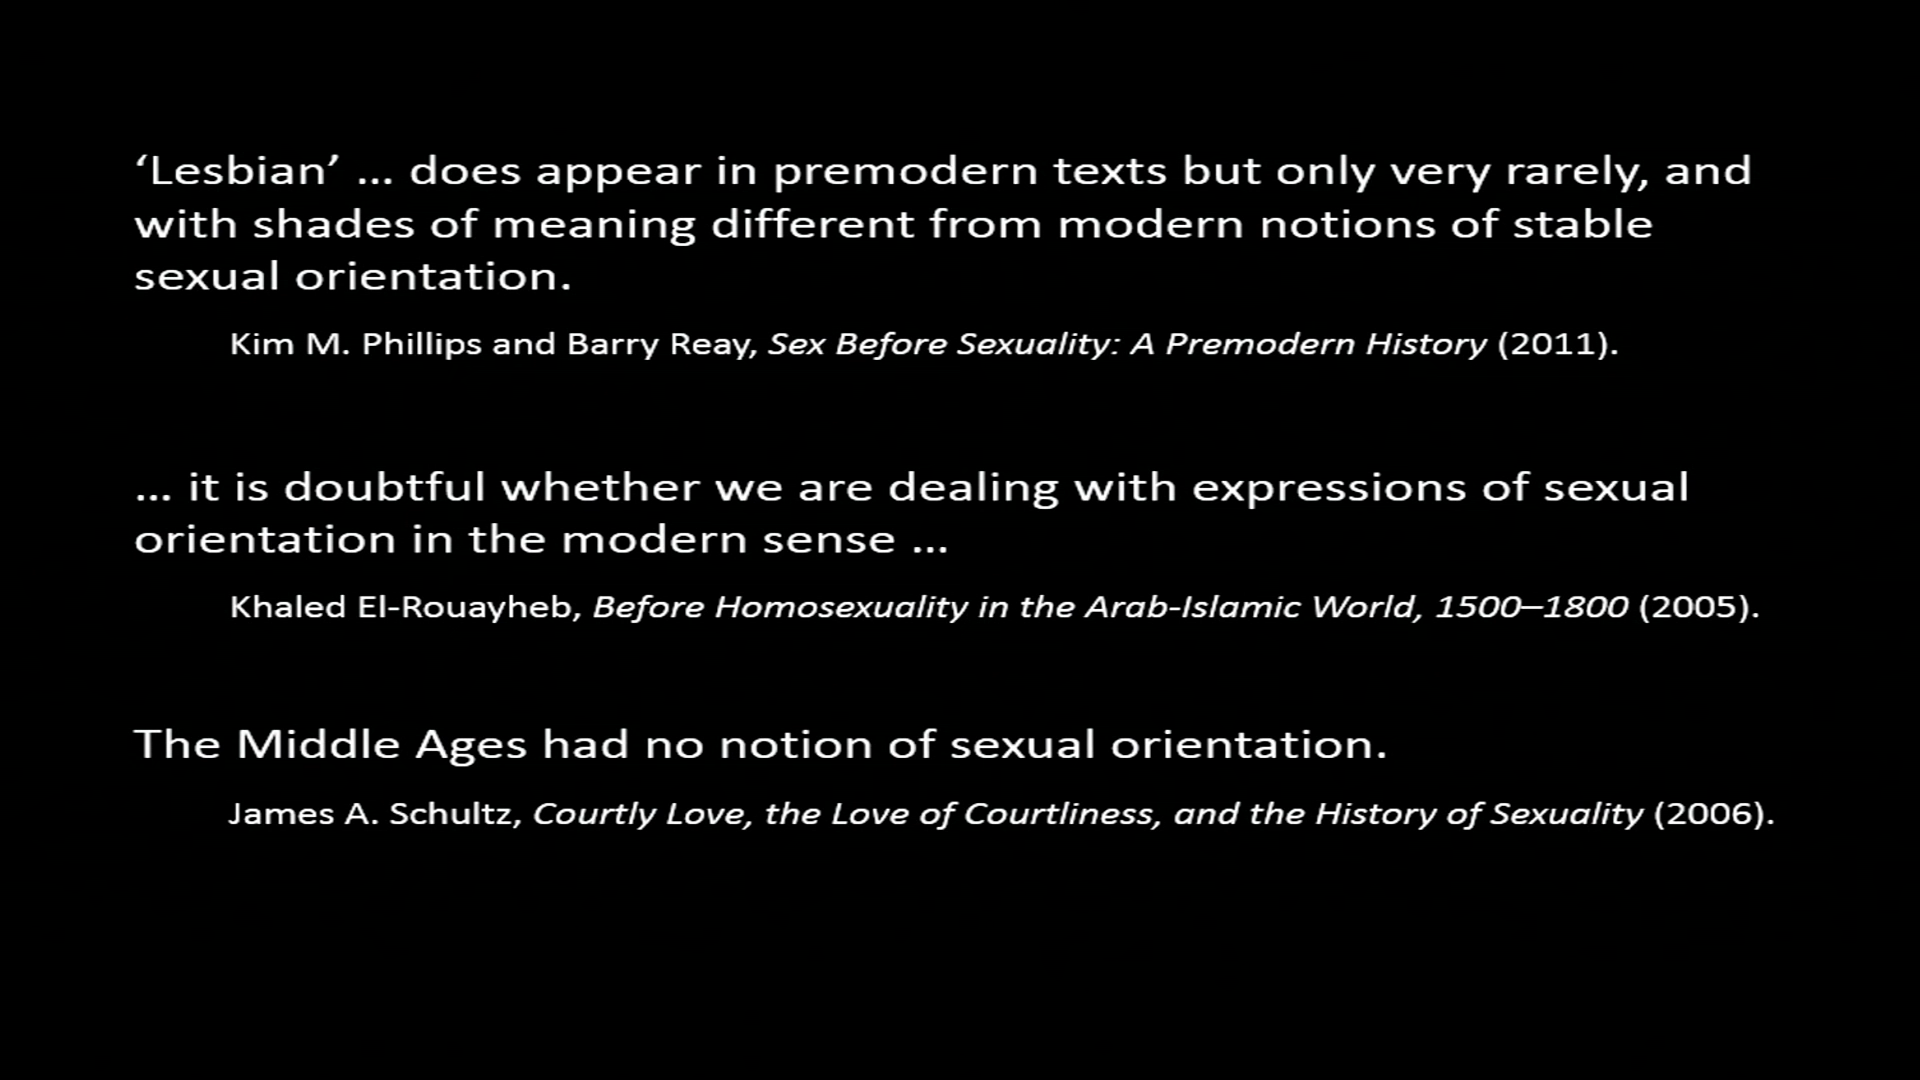 ‘Lesbian’ … does appear in premodern texts but only very rarely, and
with shades of meaning different from modern notions of stable
sexual orientation.
Kim M. Phillips and Barry Reay, Sex Before Sexuality: A Premodern History (2011).
… it is doubtful whether we are dealing with expressions of sexual
orientation in the modern sense …
Khaled El-Rouayheb, Before Homosexuality in the Arab-Islamic World, 1500–1800 (2005).
The Middle Ages had no notion of sexual orientation.
James A. Schultz, Courtly Love, the Love of Courtliness, and the History of Sexuality (2006).